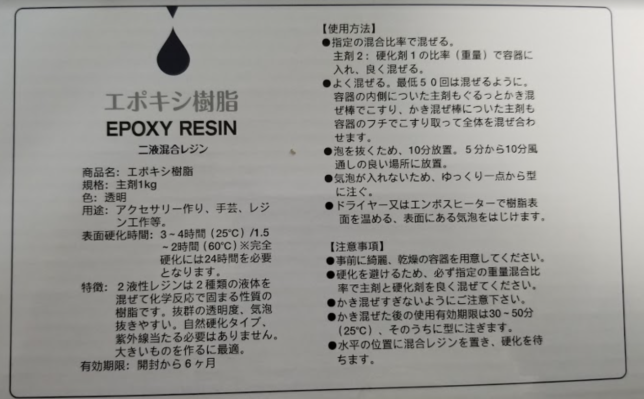 エポキシ樹脂
EPOXY RESIN
二液混合レジン
商品名：エポキシ樹脂
規格：主剤1kg
色：透明
用途：アクセサリー作り、手芸、レジ
ン工作等。
表面硬化時間：3～4時間（25℃）/1.5
～2時間（60℃）※完全
硬化には24時間を必要
となります。
特徴：２液性レジンは２種類の液体を
混ぜて化学反応で固まる性質の
樹脂です。抜群の透明度、気泡
抜きやすい。自然硬化タイプ、
紫外線当たる必要はありません。
大きいものを作るに最適。
有効期限：開封から６ヶ月
【使用方法】
●指定の混合比率で混ぜる。
主剤２：硬化剤１の比率（重量）で容器に
入れ、良く混ぜる。
●よく混ぜる。最低５０回は混ぜるように。
容器の内側についた主剤もぐるっとかき混
ぜ棒でこすり、かき混ぜ棒についた主剤も
容器のフチでこすり取って全体を混ぜ合わ
せます。
●泡を抜くため、10分放置。５分から10分風
通しの良い場所に放置。
●気泡が入れないため、ゆっくり一点から型
に注ぐ。
●ドライヤー又はエンボスヒーターで樹脂表
面を温める、表面にある気泡をはじけます。
【注意事項】
●事前に綺麗、乾燥の容器を用意してください。
●硬化を避けるため、必ず指定の重量混合比
率で主剤と硬化剤を良く混ぜてください。
●かき混ぜすぎないようにご注意下さい。
●かき混ぜた後の使用有効期限は30～50分
（25℃）、そのうちに型に注ぎます。
●水平の位置に混合レジンを置き、硬化を待
ちます。